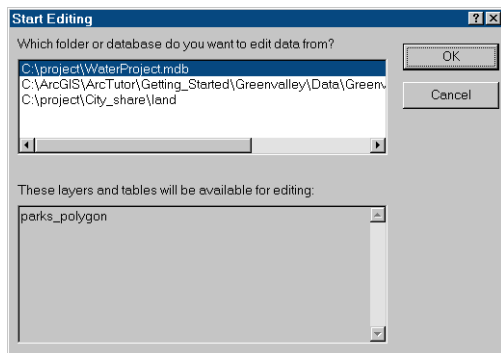 Start Editing
Which folder or database do you want to edit data from?
OK
C:\project\WaterProject.mdb
C:\ArcGIS\ArcTutor\Getting_Started\Greenvalley\Data\Greenv
Cancel
C:\project\City_share\land
These layers and tables will be available for editing:
parks_polygon